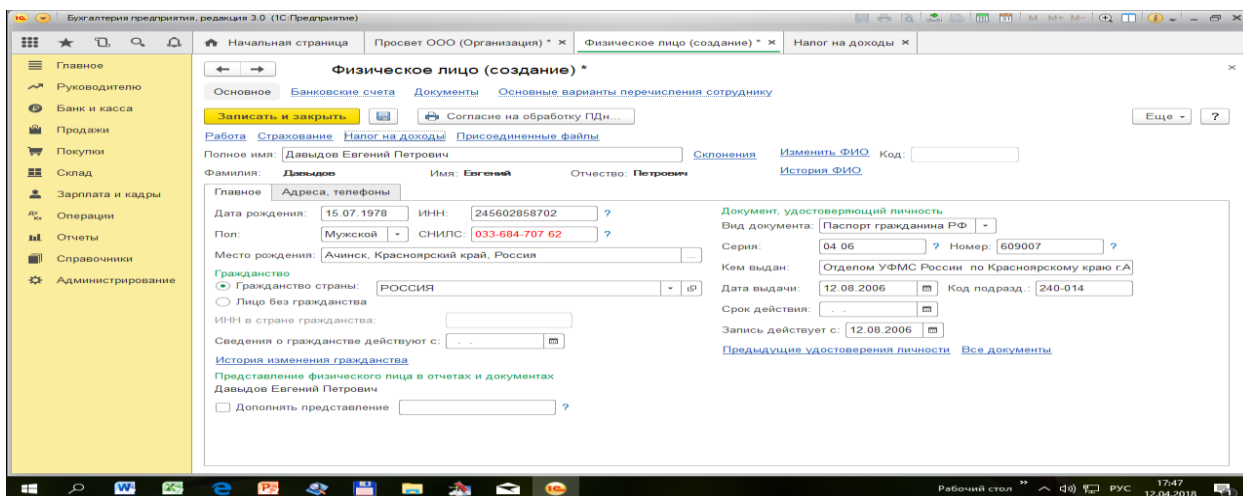 Бухгалтерия предприятия, редакция 3.0 (1С:Предприятие)
M M+ M-
Начальная страница
Просвет ООО (Организация) * ×
Физическое лицо (создание) * ×
Налог на доходы ×
Главное
Руководителю
Банк и касса
Продажи
Покупки
Склад
Зарплата и кадры
Операции
Отчеты
Справочники
Администрирование
Физическое лицо (создание) *
Основное Банковские счета Документы Основные варианты перечисления сотруднику
Записать и закрыть Согласие на обработку ПДн... Еще ?
Работа Страхование Налог на доходы Присоединенные файлы
Полное имя: Давыдов Евгений Петрович Склонения Изменить ФИО Код:
Фамилия: Давыдов Имя: Евгений Отчество: Петрович История ФИО
Главное Адреса, телефоны
Дата рождения: 15.07.1978 ИНН: 245602858702 ?
Пол: Мужской СНИЛС: 033-684-707 62 ?
Место рождения: Ачинск, Красноярский край, Россия ...
Гражданство
Гражданство страны: РОССИЯ
Лицо без гражданства
ИНН в стране гражданства:
Сведения о гражданстве действуют с: . .
История изменения гражданства
Представление физического лица в отчетах и документах
Давыдов Евгений Петрович
Дополнять представление ?
Документ, удостоверяющий личность
Вид документа: Паспорт гражданина РФ
Серия: 04 06 ? Номер: 609007 ?
Кем выдан: Отделом УФМС России по Красноярскому краю г.А
Дата выдачи: 12.08.2006 Код подразд.: 240-014
Срок действия: . .
Запись действует с: 12.08.2006
Предыдущие удостоверения личности Все документы
Рабочий стол » РУС 17:47
12.04.2018